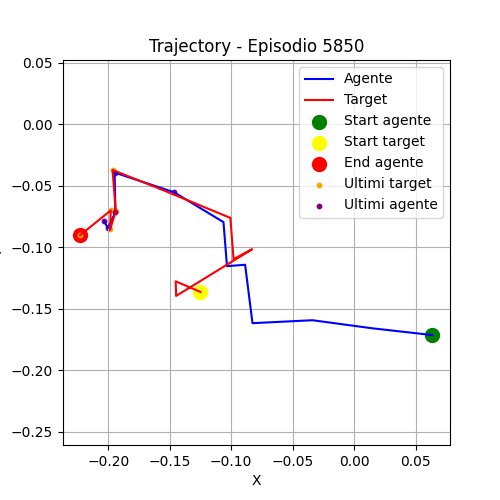 Trajectory - Episodio 5850
Agente
Target
Start agente
Start target
End agente
Ultimi target
Ultimi agente
0.05
0.00
−0.05
−0.10
−0.15
−0.20
−0.25
−0.20
−0.15
−0.10
−0.05
0.00
0.05
X